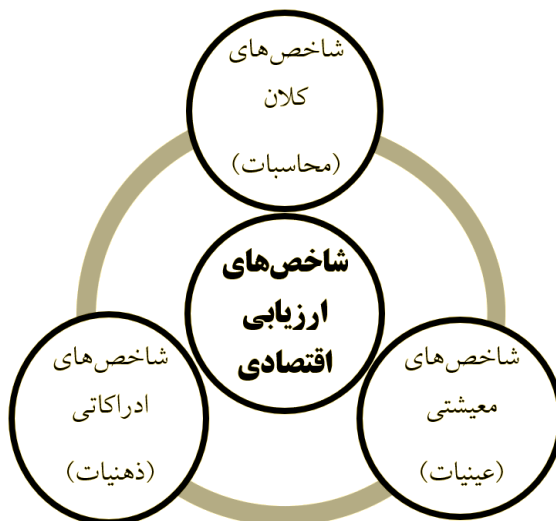 شاخص‌های
کلان
(محاسبات)
شاخص‌های
ارزیابی
اقتصادی
شاخص‌های
معیشتی
(عینیات)
شاخص‌های
ادراکاتی
(ذهنیات)